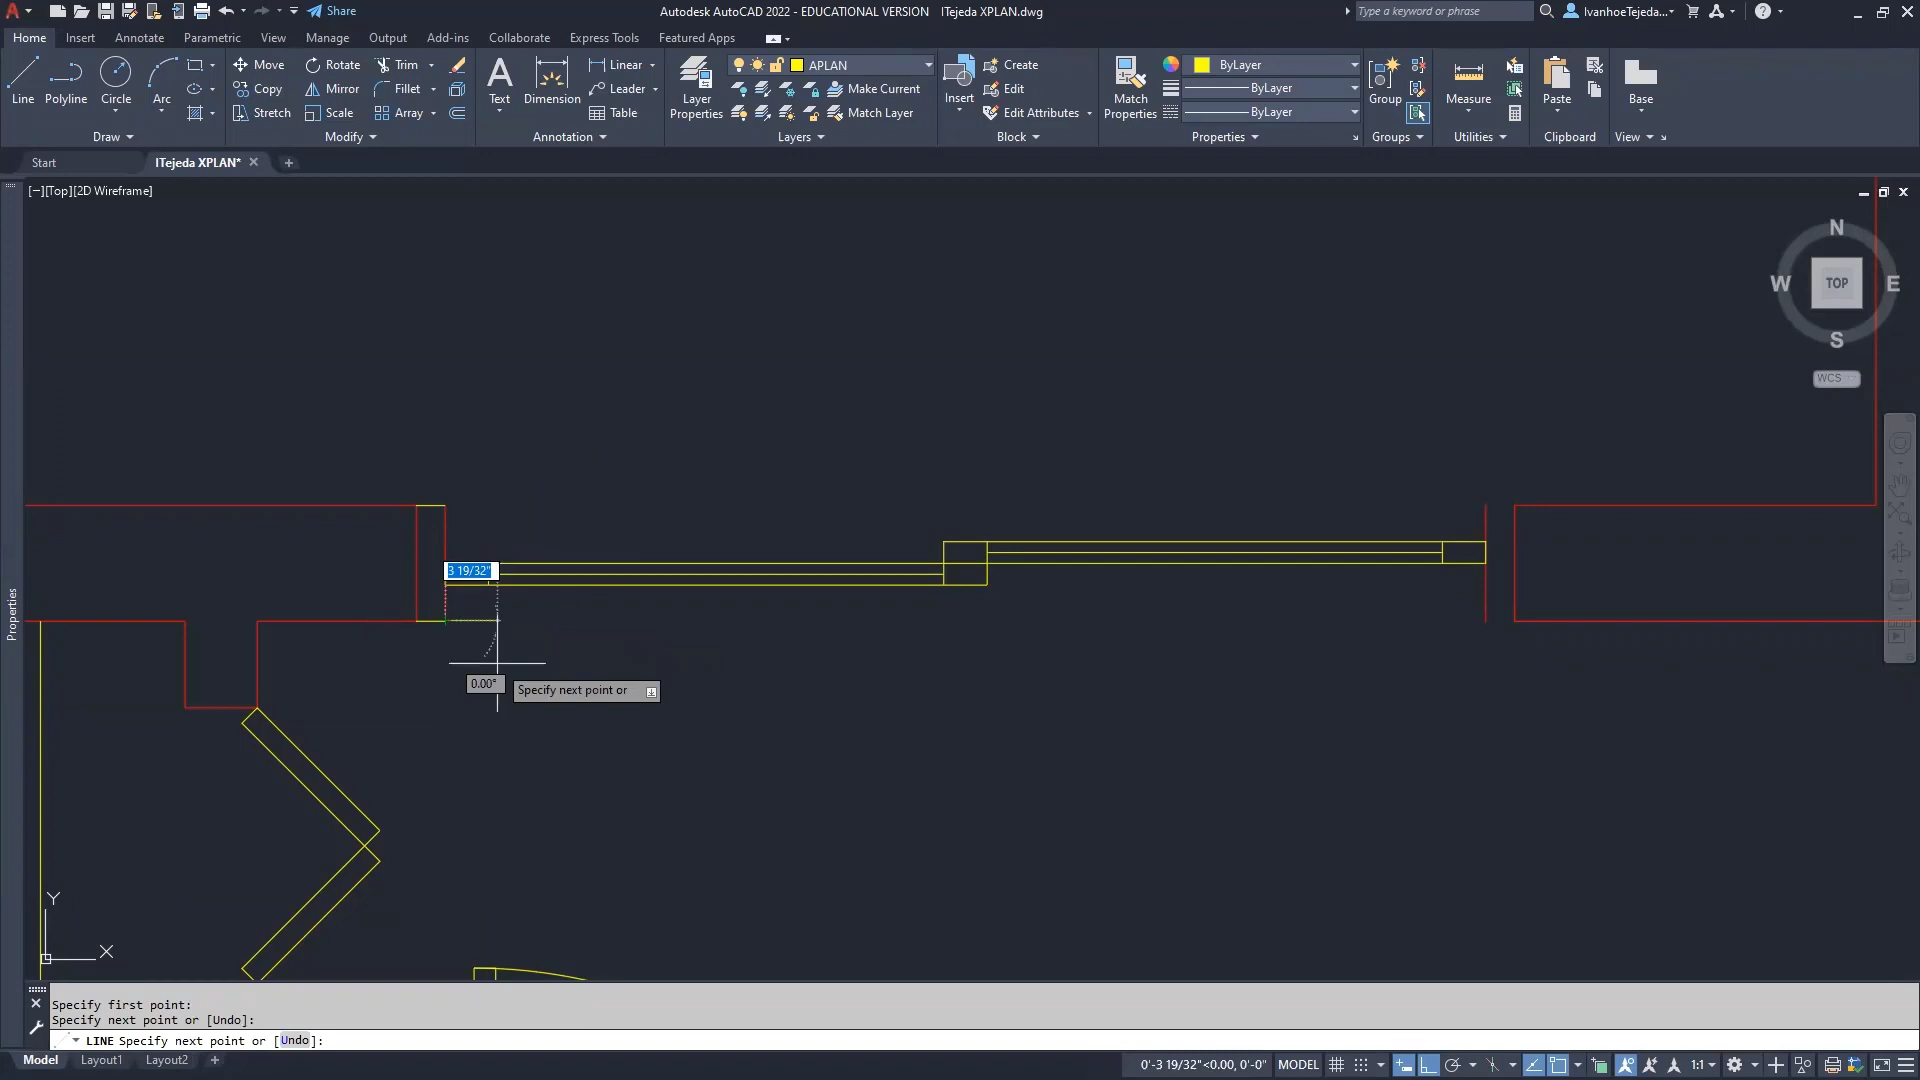 Share
Autodesk AutoCAD 2022 - EDUCATIONAL VERSION ITejeda XPLAN.dwg
Type a keyword or phrase
IvanhoeTejeda...
Home Insert Annotate Parametric View Manage Output Add-ins Collaborate Express Tools Featured Apps
Line Polyline Circle Arc
Move Rotate Trim
Copy Mirror Fillet
Stretch Scale Array
Text Dimension
Linear
Leader
Table
Layer Properties
APLAN
Make Current
Match Layer
Insert
Create
Edit
Edit Attributes
Match Properties
ByLayer
ByLayer
ByLayer
Group
Measure
Paste
Base
Draw Modify Annotation Layers Block Properties Groups Utilities Clipboard View
Start ITejeda XPLAN*
[−][Top][2D Wireframe]
N
W TOP E
S
WCS
3 19/32"
0.00°
Specify next point or
Properties
Y
X
Specify first point:
Specify next point or [Undo]:
LINE Specify next point or [Undo]:
Model Layout1 Layout2
0'-3 19/32"<0.00, 0'-0" MODEL 1:1